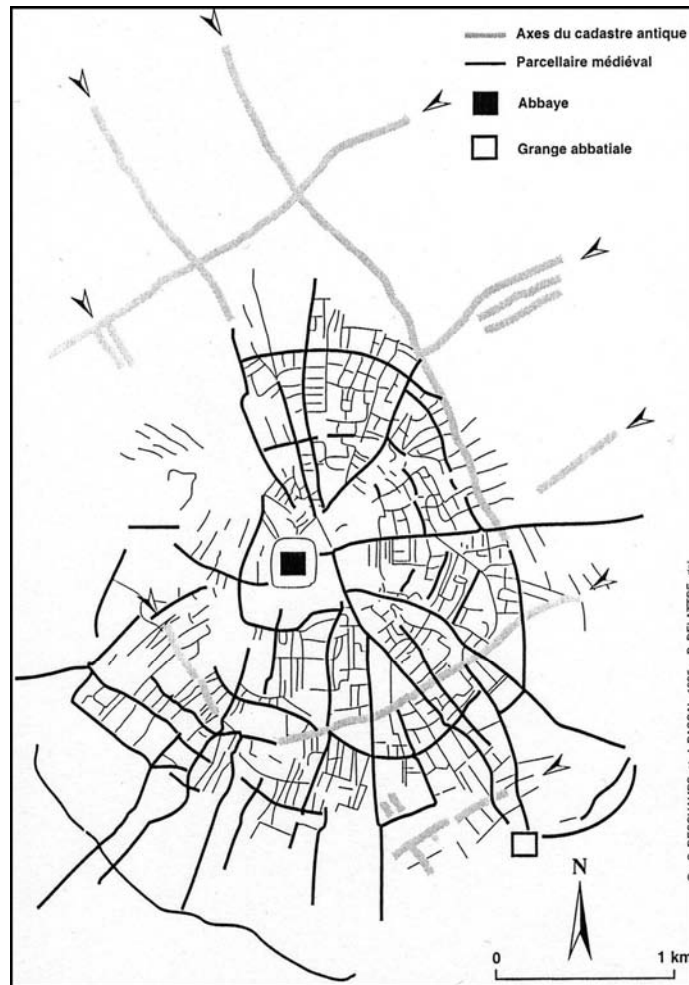 Axes du cadastre antique
Parcellaire médiéval
Abbaye
Grange abbatiale
N
0 1 km